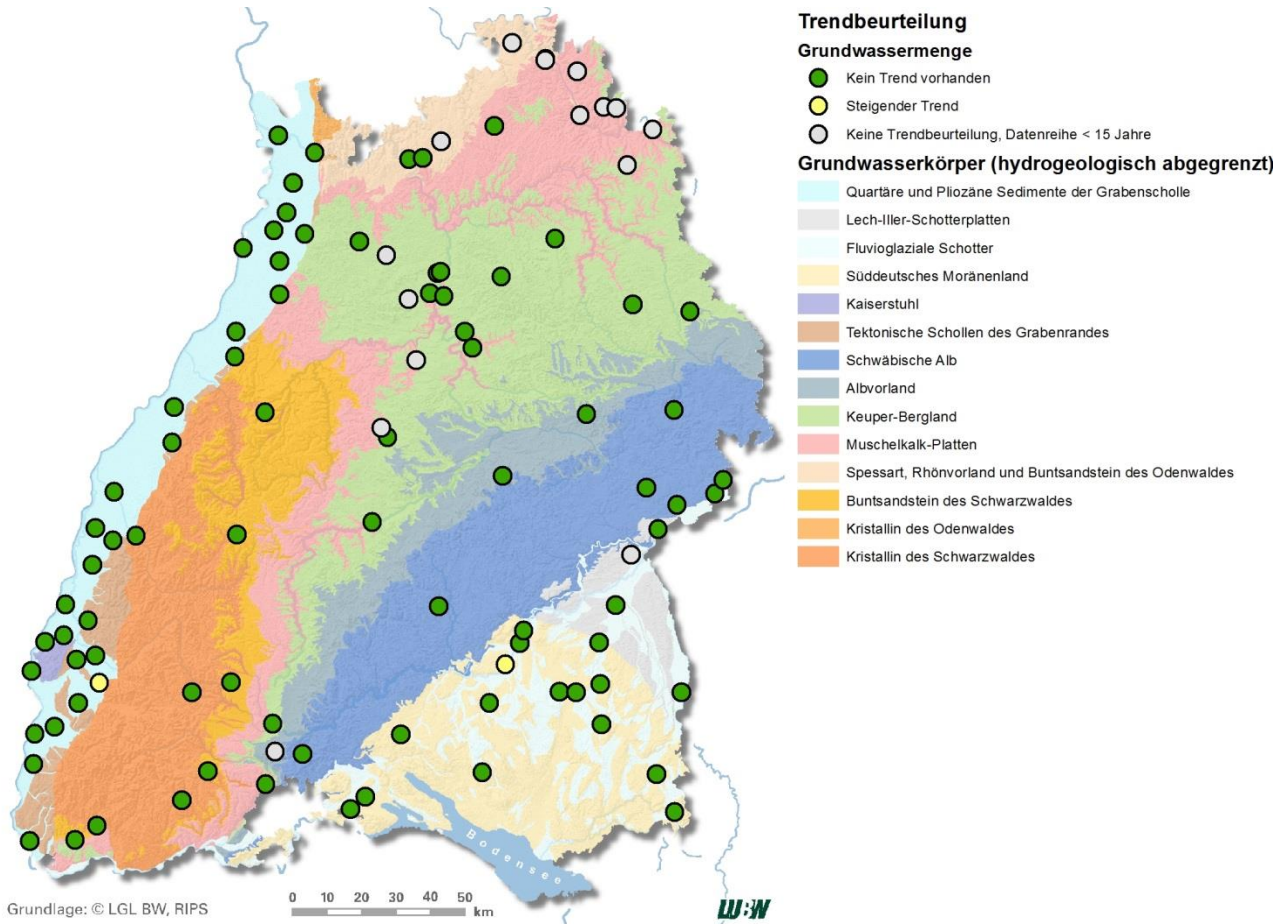 Trendbeurteilung
Grundwassermenge
Kein Trend vorhanden
Steigender Trend
Keine Trendbeurteilung, Datenreihe < 15 Jahre
Grundwasserkörper (hydrogeologisch abgegrenzt)
Quartäre und Pliozäne Sedimente der Grabenscholle
Lech-Iller-Schotterplatten
Fluvioglaziale Schotter
Süddeutsches Moränenland
Kaiserstuhl
Tektonische Schollen des Grabenrandes
Schwäbische Alb
Albvorland
Keuper-Bergland
Muschelkalk-Platten
Spessart, Rhönvorland und Buntsandstein des Odenwaldes
Buntsandstein des Schwarzwaldes
Kristallin des Odenwaldes
Kristallin des Schwarzwaldes
Bodensee
Grundlage: © LGL BW, RIPS
0 10 20 30 40 50
km
LUBW